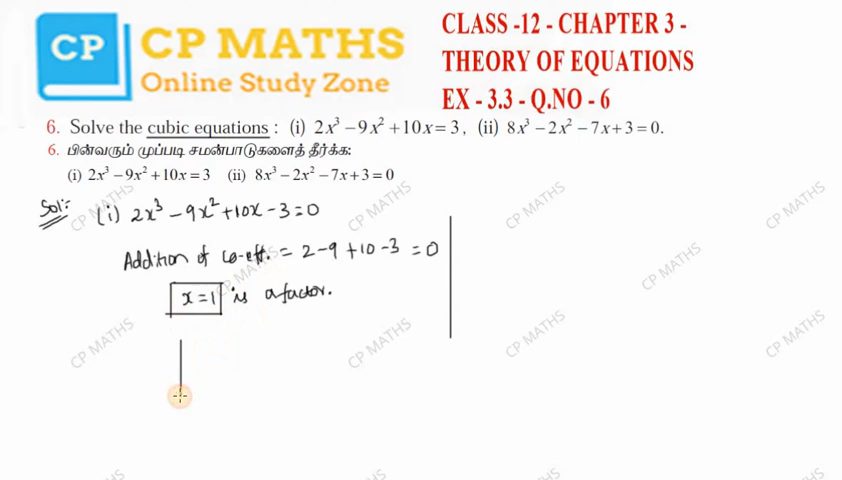 CP
CP MATHS
Online Study Zone
CLASS -12 - CHAPTER 3 -
THEORY OF EQUATIONS
EX - 3.3 - Q.NO - 6
6. Solve the cubic equations : (i) 2x³ − 9x² + 10x = 3, (ii) 8x³ − 2x² − 7x + 3 = 0.
6. பின்வரும் முப்படி சமன்பாடுகளைத் தீர்க்க:
(i) 2x³ − 9x² + 10x = 3 (ii) 8x³ − 2x² − 7x + 3 = 0
Sol:- (i) 2x³ − 9x² + 10x − 3 = 0
Addition of co-eff. = 2 − 9 + 10 − 3 = 0
x = 1 is a factor.
CP MATHS
CP MATHS
CP MATHS
CP MATHS
CP MATHS
CP MATHS
CP MATHS
CP MATHS
CP MATHS
CP MATHS